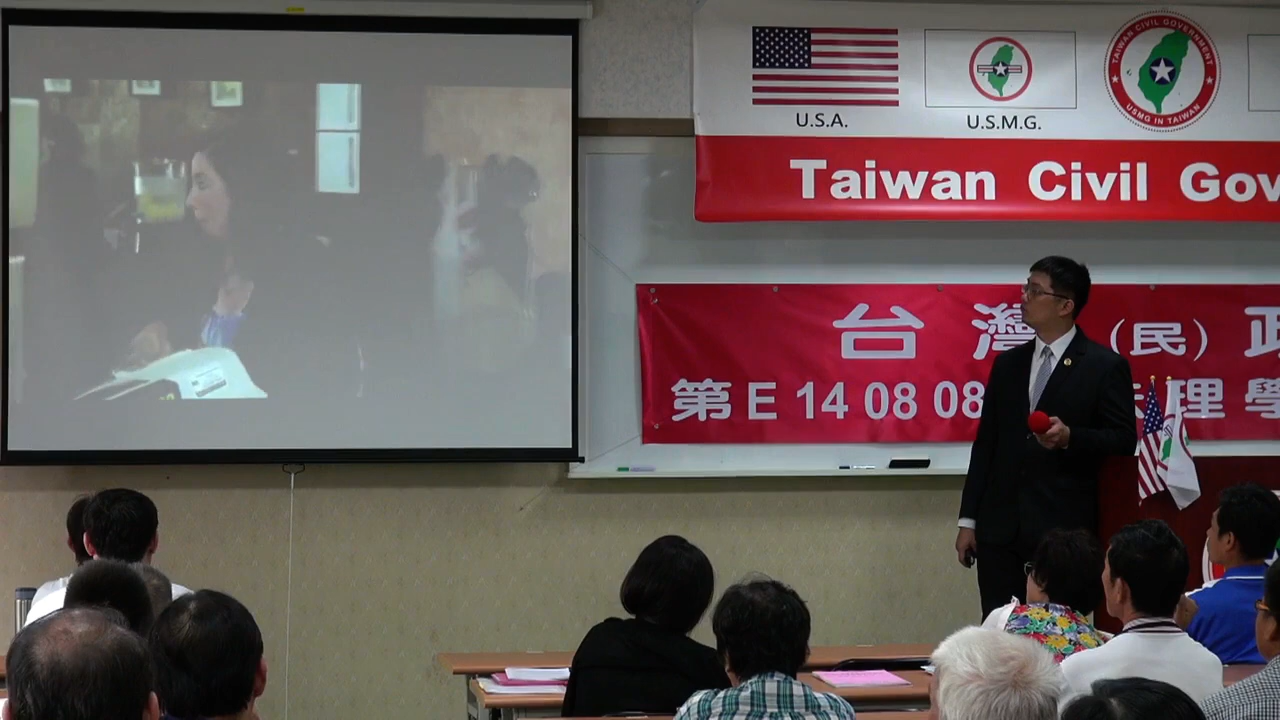 U.S.A.
U.S.M.G.
TAIWAN CIVIL GOVERNMENT
USMG IN TAIWAN
Taiwan Civil Gov
台灣(民)政
第E 14 08 08 理學